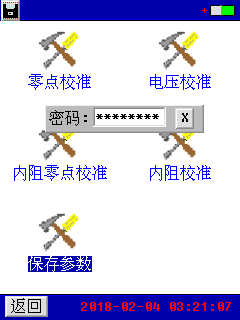 零点校准 电压校准
密码: ******** X
内阻零点校准 内阻校准
保存参数
返回 2018-02-04 03:21:07